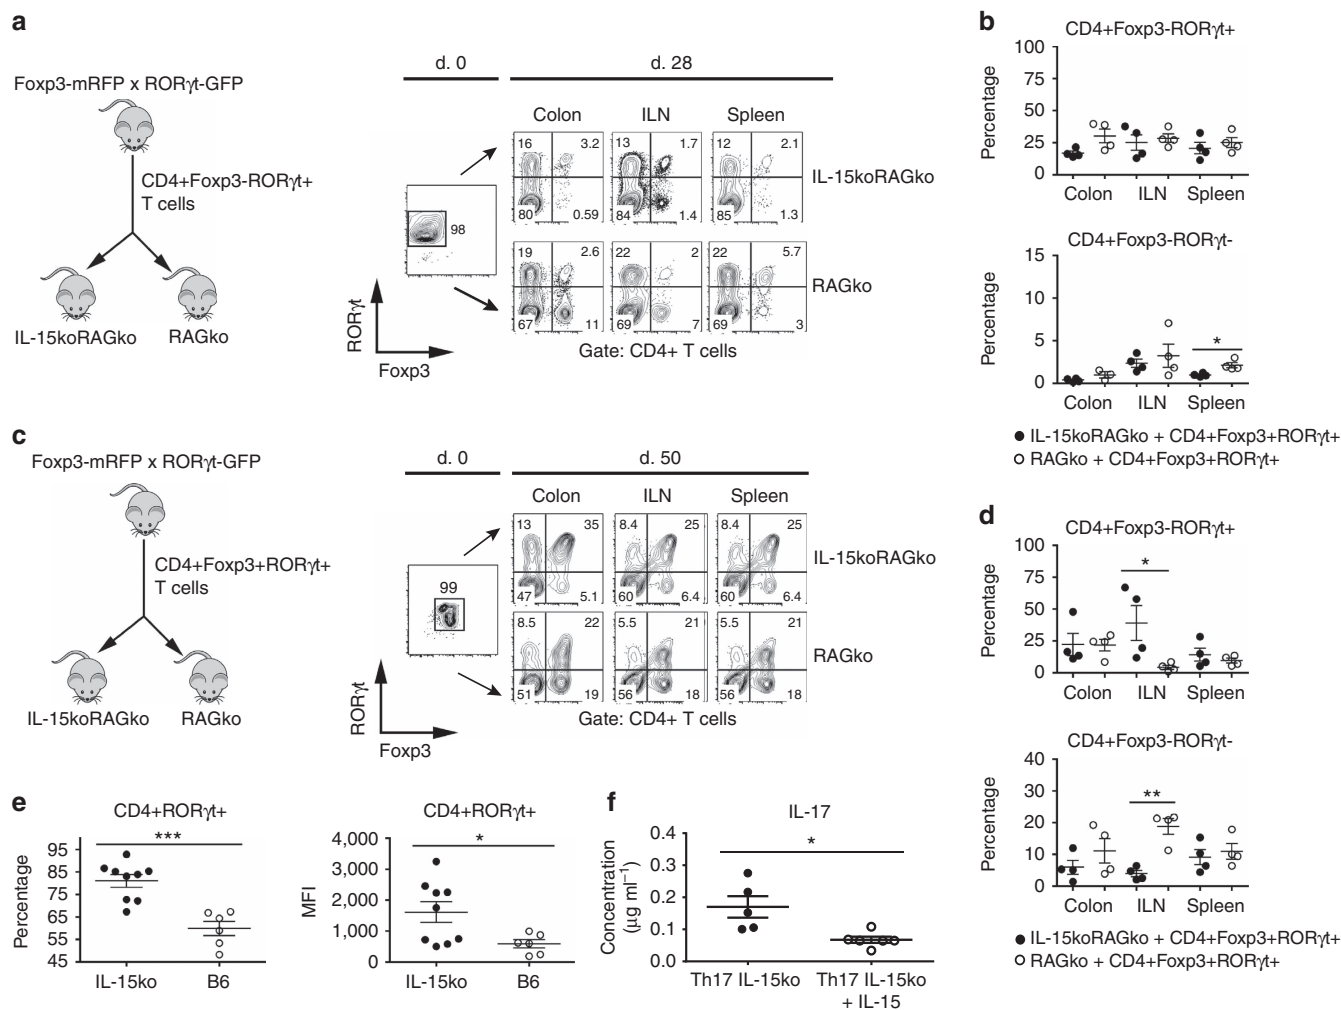 a
Foxp3-mRFP x RORγt-GFP
CD4+Foxp3-RORγt+
T cells
IL-15koRAGko
RAGko
d. 0
d. 28
Colon
ILN
Spleen
16
3.2
80
0.59
13
1.7
84
1.4
12
2.1
85
1.3
IL-15koRAGko
98
19
2.6
67
11
22
2
69
7
22
5.7
69
3
RAGko
RORγt
Foxp3
Gate: CD4+ T cells
b
CD4+Foxp3-RORγt+
Percentage
100
75
50
25
0
Colon
ILN
Spleen
CD4+Foxp3-RORγt-
Percentage
15
10
5
0
*
Colon
ILN
Spleen
IL-15koRAGko + CD4+Foxp3+RORγt+
RAGko + CD4+Foxp3+RORγt+
c
Foxp3-mRFP x RORγt-GFP
CD4+Foxp3+RORγt+
T cells
IL-15koRAGko
RAGko
d. 0
d. 50
Colon
ILN
Spleen
13
35
47
5.1
8.4
25
60
6.4
8.4
25
60
6.4
IL-15koRAGko
99
8.5
22
51
19
5.5
21
56
18
5.5
21
56
18
RAGko
RORγt
Foxp3
Gate: CD4+ T cells
d
CD4+Foxp3-RORγt+
Percentage
100
75
50
25
0
*
Colon
ILN
Spleen
CD4+Foxp3-RORγt-
Percentage
40
30
20
10
0
**
Colon
ILN
Spleen
IL-15koRAGko + CD4+Foxp3+RORγt+
RAGko + CD4+Foxp3+RORγt+
e
CD4+RORγt+
***
Percentage
95
85
75
65
55
45
IL-15ko
B6
CD4+RORγt+
*
MFI
4,000
3,000
2,000
1,000
0
IL-15ko
B6
f
IL-17
*
Concentration
(μg ml⁻¹)
0.4
0.3
0.2
0.1
0.0
Th17 IL-15ko
Th17 IL-15ko
+ IL-15